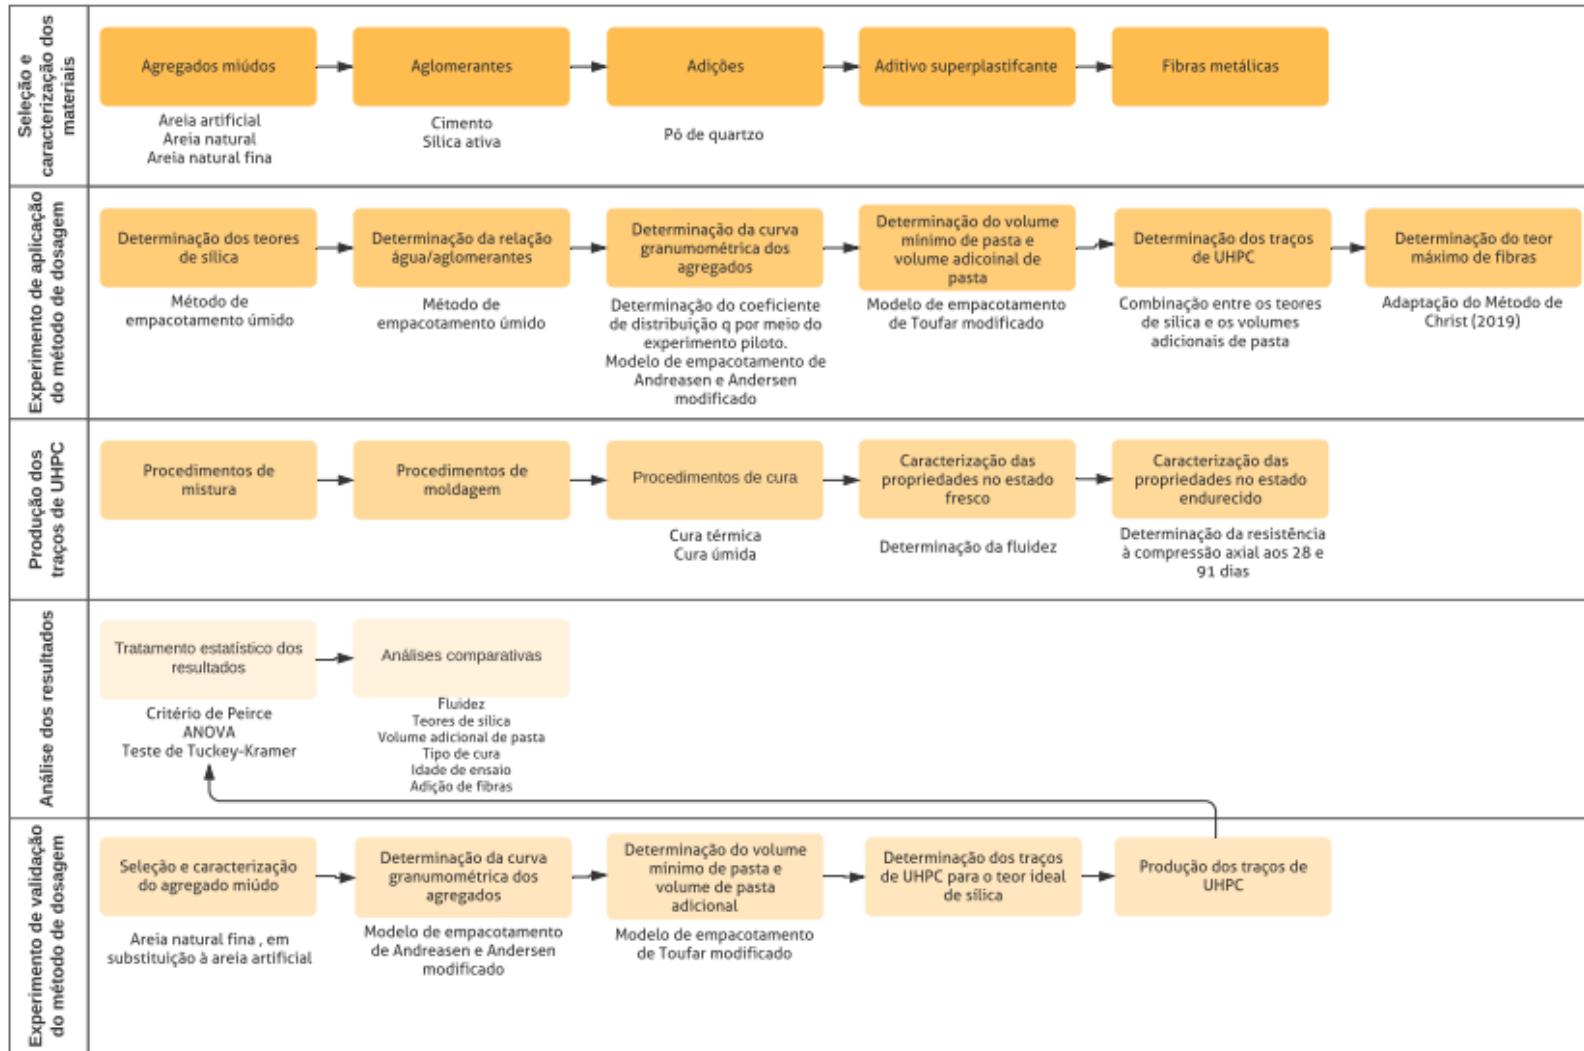 Seleção e
caracterização dos
materiais
Agregados miúdos
Aglomerantes
Adições
Aditivo superplastifcante
Fibras metálicas
Areia artificial
Areia natural
Areia natural fina
Cimento
Sílica ativa
Pó de quartzo
Experimento de aplicação
do método de dosagem
Determinação dos teores
de sílica
Determinação da relação
água/aglomerantes
Determinação da curva
granumométrica dos
agregados
Determinação do volume
mínimo de pasta e
volume adicoinal de
pasta
Determinação dos traços
de UHPC
Determinação do teor
máximo de fibras
Método de
empacotamento úmido
Método de
empacotamento úmido
Determinação do coeficiente
de distribuição q por meio do
experimento piloto.
Modelo de empacotamento de
Andreasen e Andersen
modificado
Modelo de empacotamento
de Toufar modificado
Combinação entre os teores
de sílica e os volumes
adicionais de pasta
Adaptação do Método de
Christ (2019)
Produção dos
traços de UHPC
Procedimentos de
mistura
Procedimentos de
moldagem
Procedimentos de cura
Caracterização das
propriedades no estado
fresco
Caracterização das
propriedades no estado
endurecido
Cura térmica
Cura úmida
Determinação da fluidez
Determinação da resistência
à compressão axial aos 28 e
91 dias
Análise dos resultados
Tratamento estatístico dos
resultados
Análises comparativas
Critério de Peirce
ANOVA
Teste de Tuckey-Kramer
Fluidez
Teores de sílica
Volume adicional de pasta
Tipo de cura
Idade de ensaio
Adição de fibras
Experimento de validação
do método de dosagem
Seleção e caracterização
do agregado miúdo
Determinação da curva
granumométrica dos
agregados
Determinação do volume
mínimo de pasta e
volume de pasta
adicional
Determinação dos traços
de UHPC para o teor ideal
de sílica
Produção dos traços de
UHPC
Areia natural fina , em
substituição à areia artificial
Modelo de empacotamento
de Andreasen e Andersen
modificado
Modelo de empacotamento
de Toufar modificado